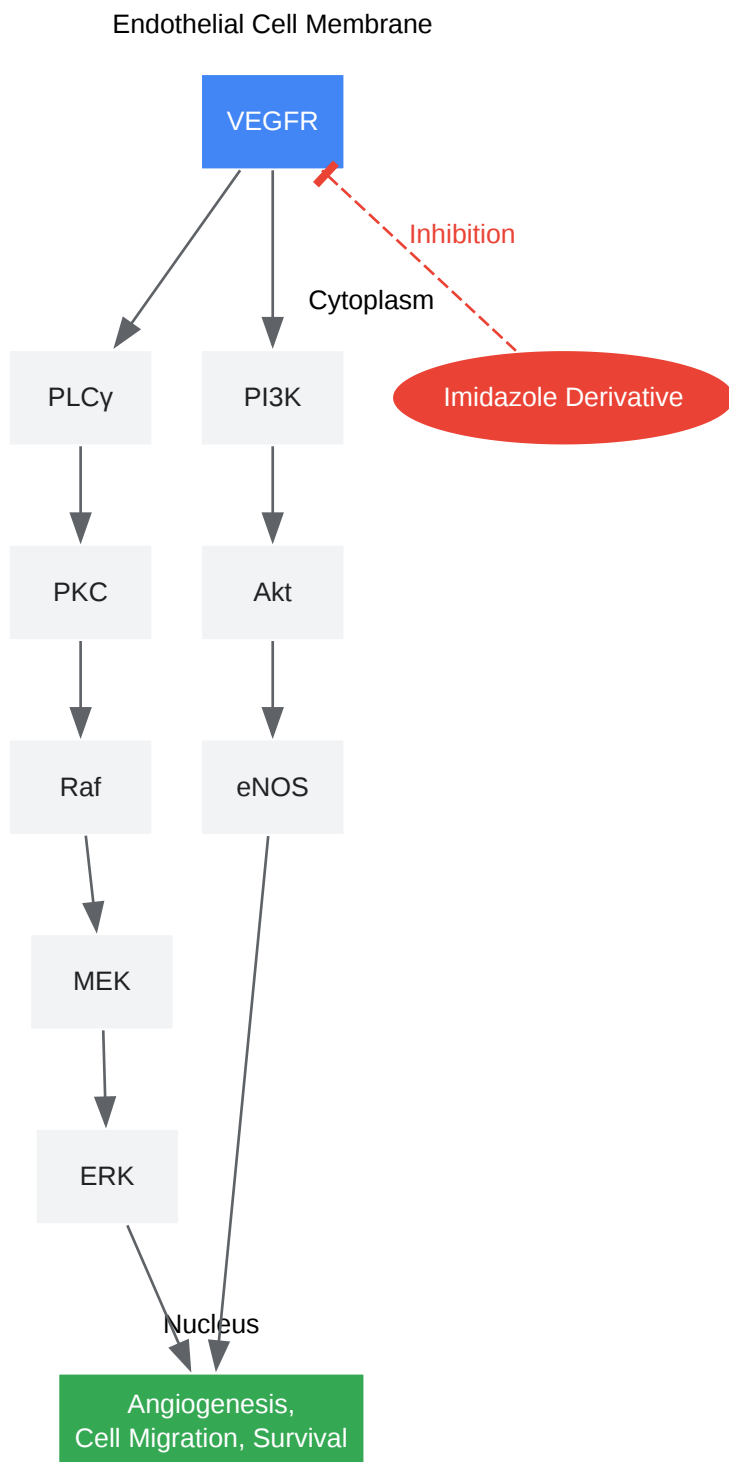 Endothelial Cell Membrane
VEGFR
Inhibition
Cytoplasm
PLCγ
PI3K
Imidazole Derivative
PKC
Akt
Raf
eNOS
MEK
ERK
Nucleus
Angiogenesis,
Cell Migration, Survival